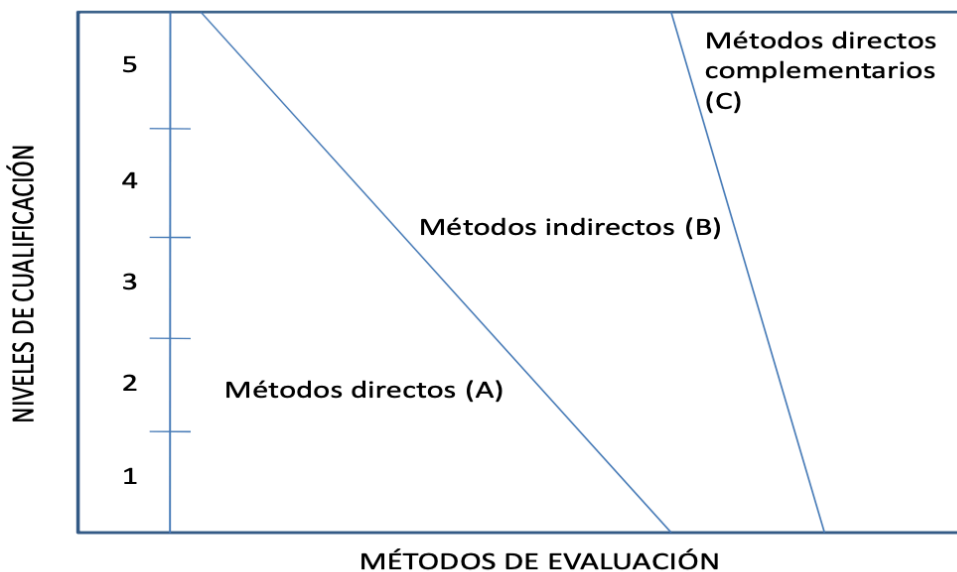 NIVELES DE CUALIFICACIÓN
5
4
3
2
1
Métodos directos
complementarios
(C)
Métodos indirectos (B)
Métodos directos (A)
MÉTODOS DE EVALUACIÓN